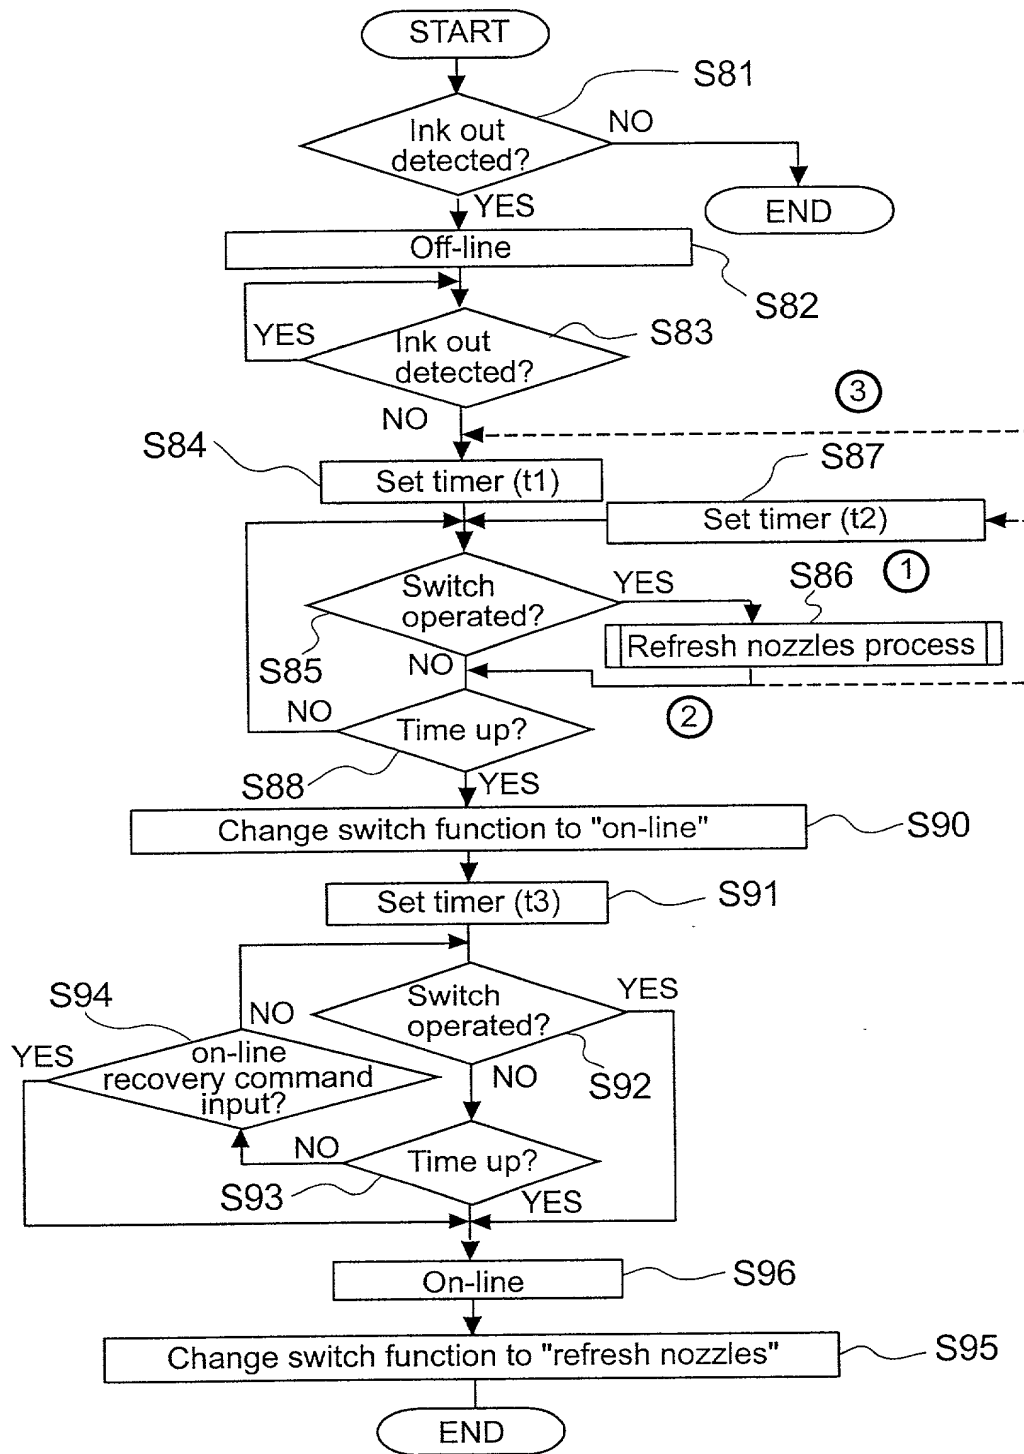 START
S81
Ink out
detected?
NO
END
YES
Off-line
S82
YES
Ink out
detected?
S83
NO
3
S84
Set timer (t1)
S87
Set timer (t2)
1
Switch
operated?
YES
S86
Refresh nozzles process
S85
NO
2
NO
Time up?
S88
YES
Change switch function to "on-line"
S90
Set timer (t3)
S91
S94
NO
Switch
operated?
YES
YES
on-line
recovery command
input?
NO
S92
NO
Time up?
S93
YES
On-line
S96
Change switch function to "refresh nozzles"
S95
END